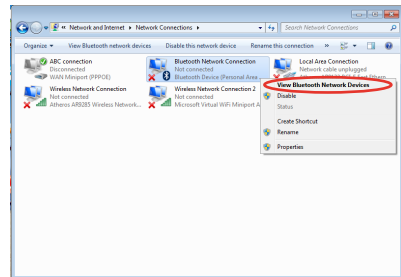 « Network and Internet ▸ Network Connections ▸
Search Network Connections
Organize ▾ View Bluetooth network devices Disable this network device Rename this connection »
ABC connection
Disconnected
WAN Miniport (PPPOE)
Bluetooth Network Connection
Not connected
Bluetooth Device (Personal Area
Local Area Connection
Network cable unplugged
Wireless Network Connection
Not connected
Atheros AR9285 Wireless Network...
Wireless Network Connection 2
Not connected
Microsoft Virtual WiFi Miniport A
View Bluetooth Network Devices
Disable
Status
Create Shortcut
Rename
Properties